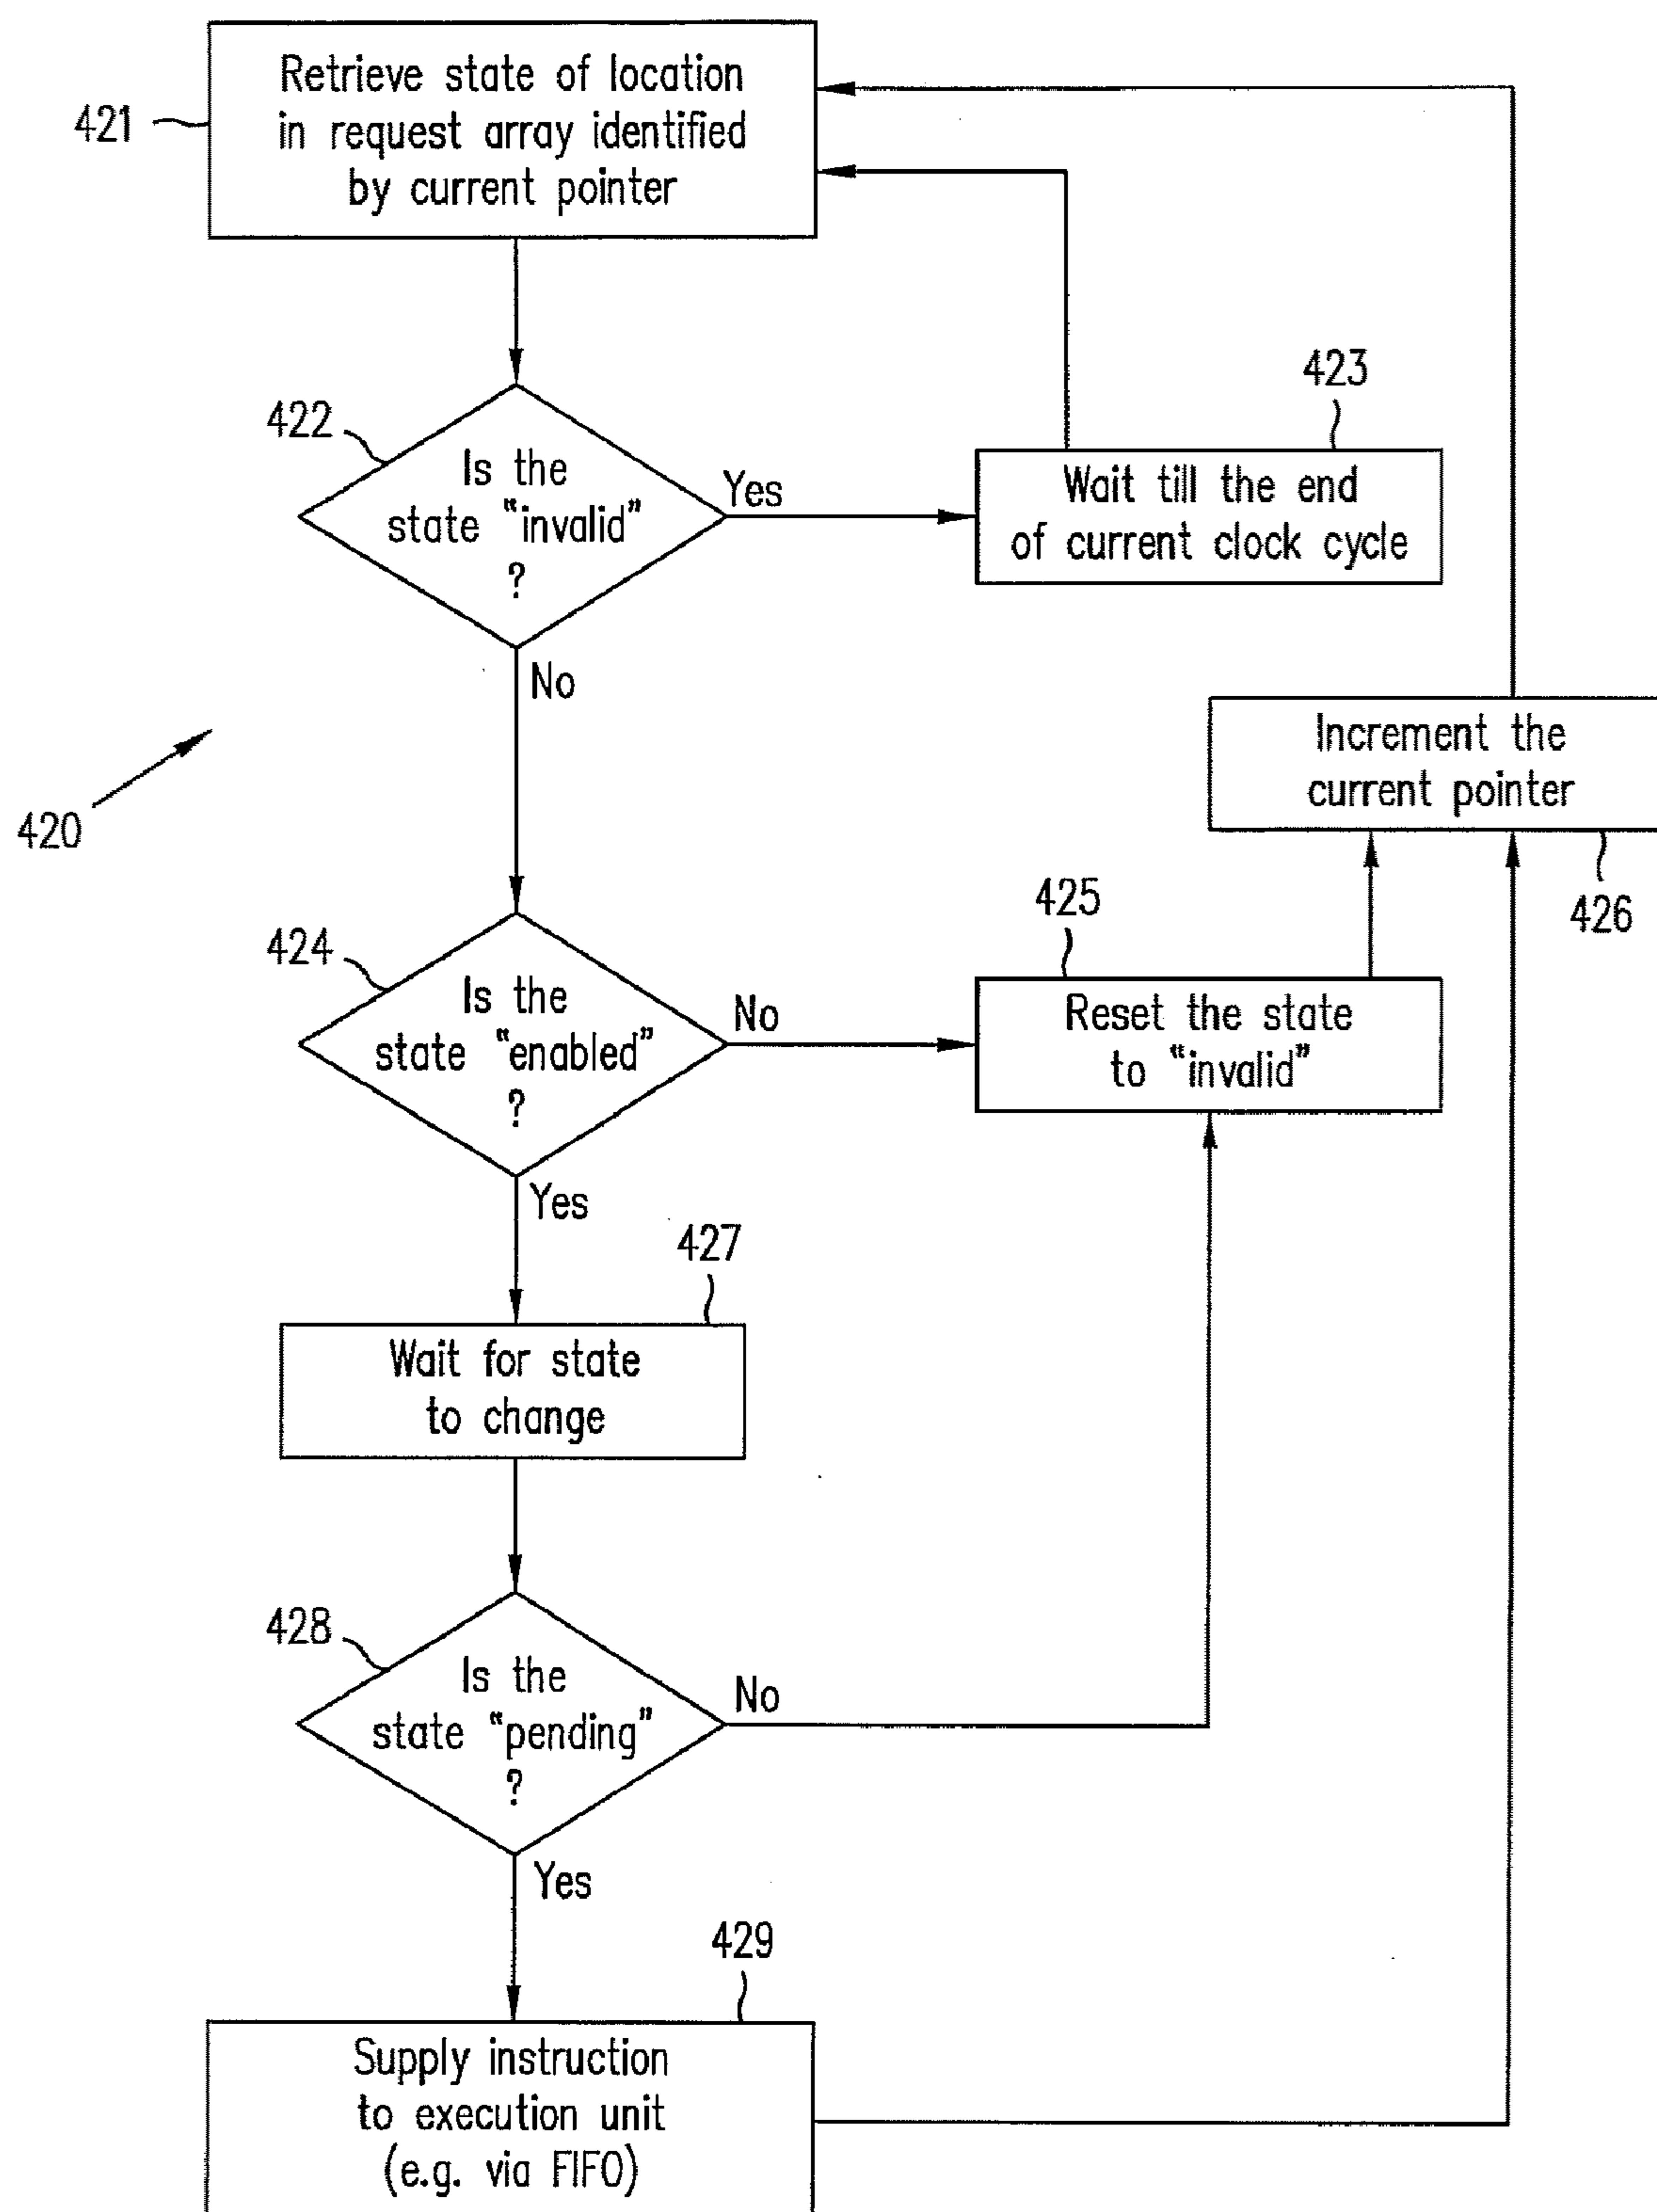 Retrieve state of location
in request array identified
by current pointer
421
423
422
Is the
state "invalid"
?
Yes
Wait till the end
of current clock cycle
No
Increment the
current pointer
420
426
425
424
Is the
state "enabled"
?
No
Reset the state
to "invalid"
Yes
427
Wait for state
to change
428
Is the
state "pending"
?
No
Yes
429
Supply instruction
to execution unit
(e.g. via FIFO)